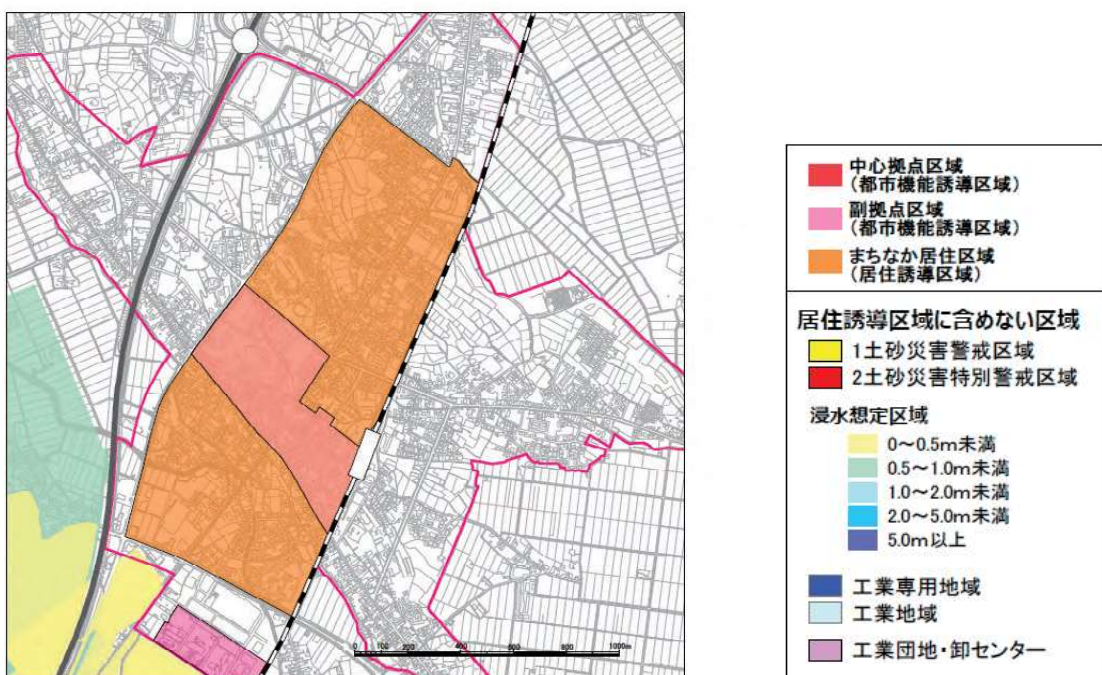 0 200 400 600 800 1000m
中心拠点区域
(都市機能誘導区域)
副拠点区域
(都市機能誘導区域)
まちなか居住区域
(居住誘導区域)
居住誘導区域に含めない区域
1土砂災害警戒区域
2土砂災害特別警戒区域
浸水想定区域
0～0.5m未満
0.5～1.0m未満
1.0～2.0m未満
2.0～5.0m未満
5.0m以上
工業専用地域
工業地域
工業団地・卸センター